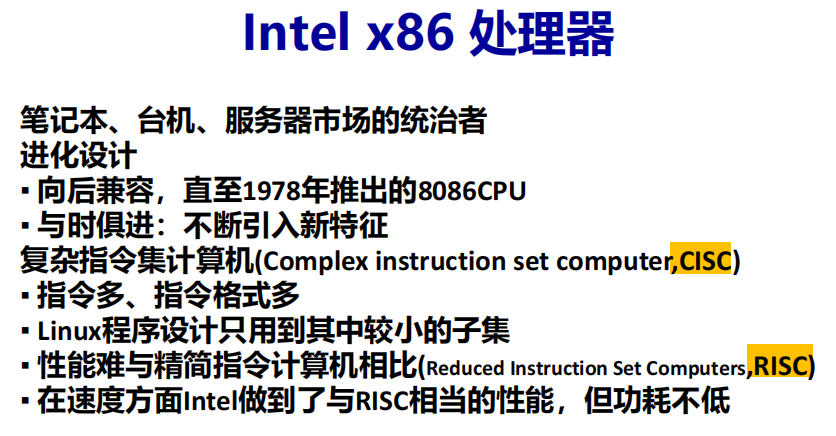 Intel x86 处理器
笔记本、台机、服务器市场的统治者
进化设计
▪ 向后兼容，直至1978年推出的8086CPU
▪ 与时俱进：不断引入新特征
复杂指令集计算机(Complex instruction set computer,CISC)
▪ 指令多、指令格式多
▪ Linux程序设计只用到其中较小的子集
▪ 性能难与精简指令计算机相比(Reduced Instruction Set Computers,RISC)
▪ 在速度方面Intel做到了与RISC相当的性能，但功耗不低